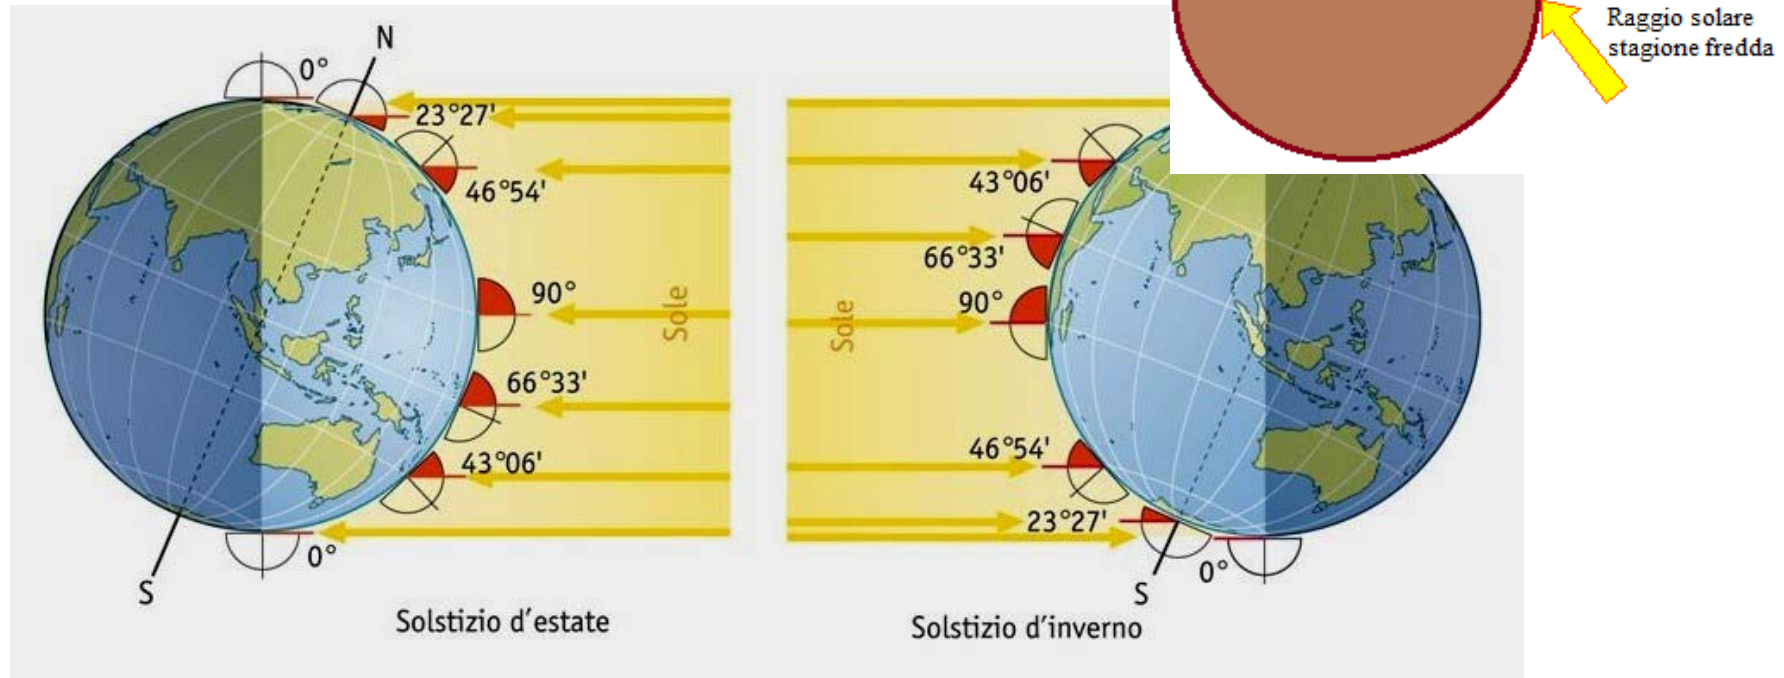 N
0°
23°27'
46°54'
90°
66°33'
43°06'
0°
S
Sole
Solstizio d'estate
Raggio solare
stagione fredda
43°06'
66°33'
90°
46°54'
23°27'
0°
S
Sole
Solstizio d'inverno